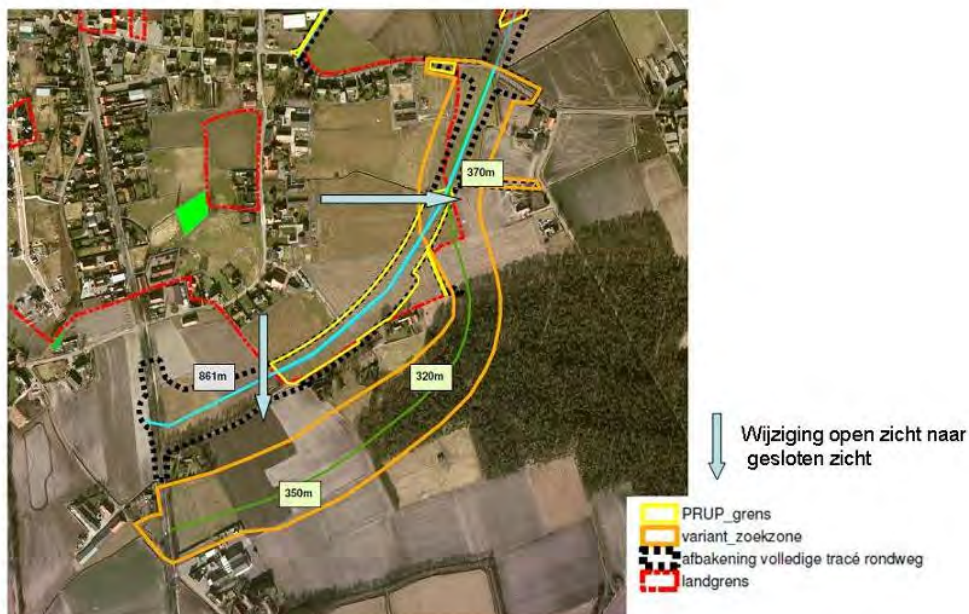 370m
861m
320m
350m
Wijziging open zicht naar
gesloten zicht
PRUP_grens
variant_zoekzone
afbakening volledige tracé rondweg
landgrens